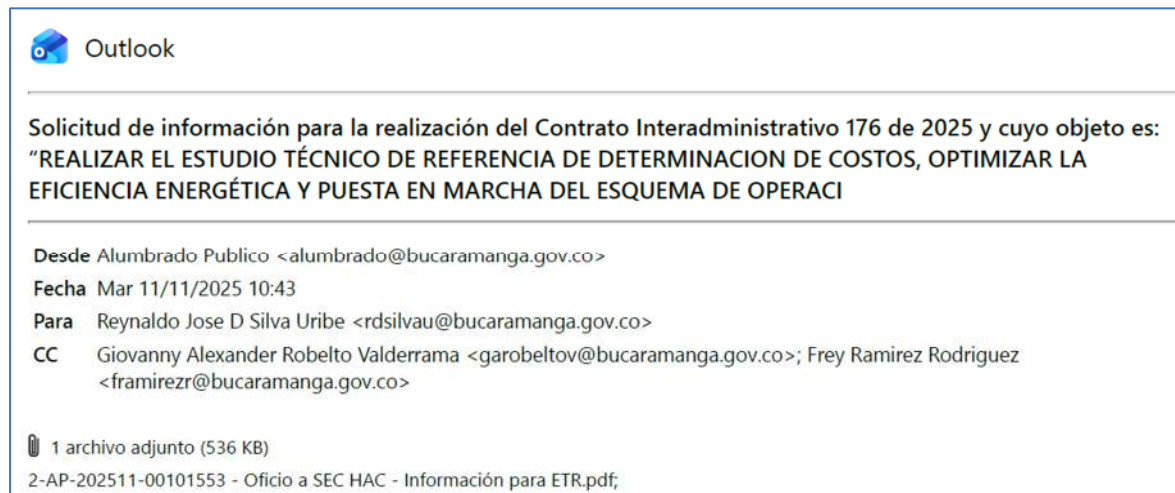 Outlook
Solicitud de información para la realización del Contrato Interadministrativo 176 de 2025 y cuyo objeto es:
“REALIZAR EL ESTUDIO TÉCNICO DE REFERENCIA DE DETERMINACION DE COSTOS, OPTIMIZAR LA
EFICIENCIA ENERGÉTICA Y PUESTA EN MARCHA DEL ESQUEMA DE OPERACI
Desde Alumbrado Publico <alumbrado@bucaramanga.gov.co>
Fecha Mar 11/11/2025 10:43
Para Reynaldo Jose D Silva Uribe <rdsilvau@bucaramanga.gov.co>
CC Giovanny Alexander Robelto Valderrama <garobeltov@bucaramanga.gov.co>; Frey Ramirez Rodriguez
<framirezr@bucaramanga.gov.co>
1 archivo adjunto (536 KB)
2-AP-202511-00101553 - Oficio a SEC HAC - Información para ETR.pdf;